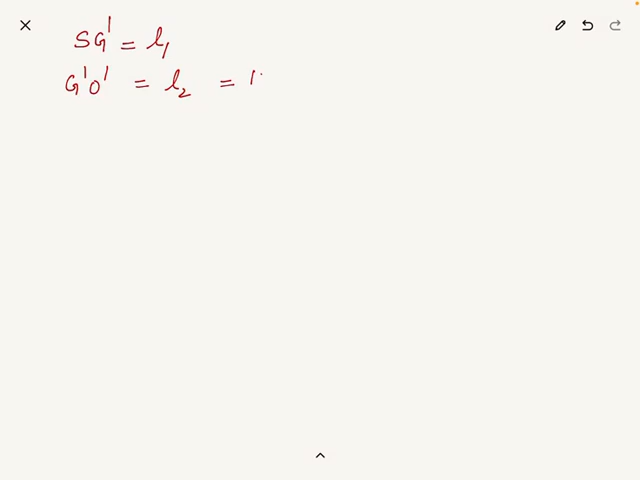 SG' = l₁
G'O' = l₂ = 1